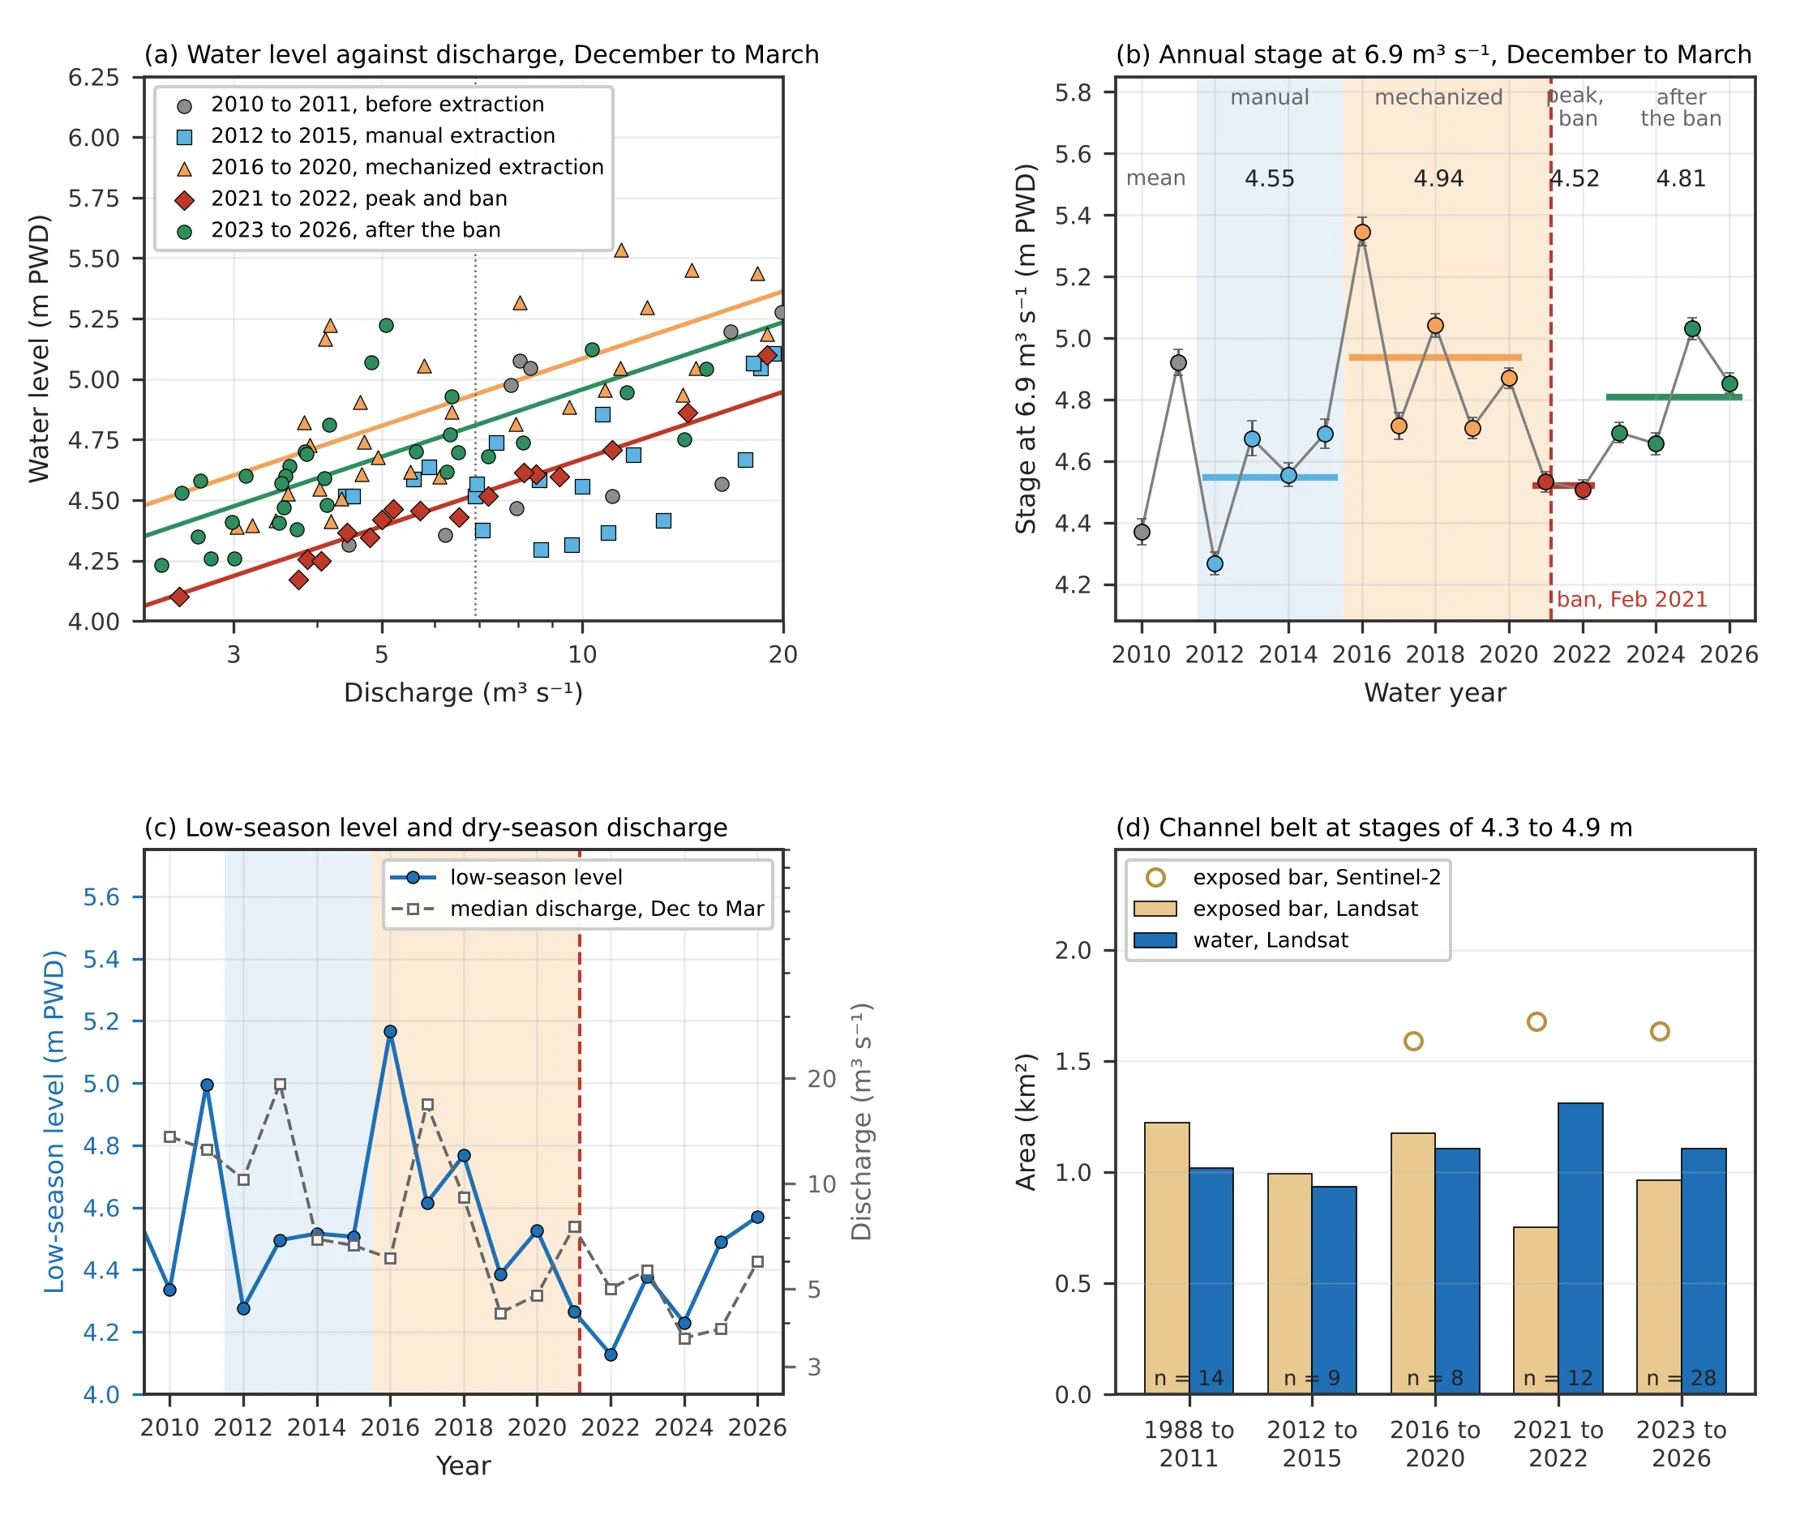 (a) Water level against discharge, December to March
6.25
6.00
5.75
5.50
5.25
5.00
4.75
4.50
4.25
4.00
Water level (m PWD)
2010 to 2011, before extraction
2012 to 2015, manual extraction
2016 to 2020, mechanized extraction
2021 to 2022, peak and ban
2023 to 2026, after the ban
3 5 10 20
Discharge (m³ s⁻¹)
(b) Annual stage at 6.9 m³ s⁻¹, December to March
5.8
5.6
5.4
5.2
5.0
4.8
4.6
4.4
4.2
Stage at 6.9 m³ s⁻¹ (m PWD)
manual
mechanized
peak,
ban
after
the ban
mean 4.55 4.94 4.52 4.81
ban, Feb 2021
2010 2012 2014 2016 2018 2020 2022 2024 2026
Water year
(c) Low-season level and dry-season discharge
5.6
5.4
5.2
5.0
4.8
4.6
4.4
4.2
4.0
Low-season level (m PWD)
low-season level
median discharge, Dec to Mar
20
10
5
3
Discharge (m³ s⁻¹)
2010 2012 2014 2016 2018 2020 2022 2024 2026
Year
(d) Channel belt at stages of 4.3 to 4.9 m
exposed bar, Sentinel-2
exposed bar, Landsat
water, Landsat
2.0
1.5
1.0
0.5
0.0
Area (km²)
n = 14 n = 9 n = 8 n = 12 n = 28
1988 to 2012 to 2016 to 2021 to 2023 to
2011 2015 2020 2022 2026